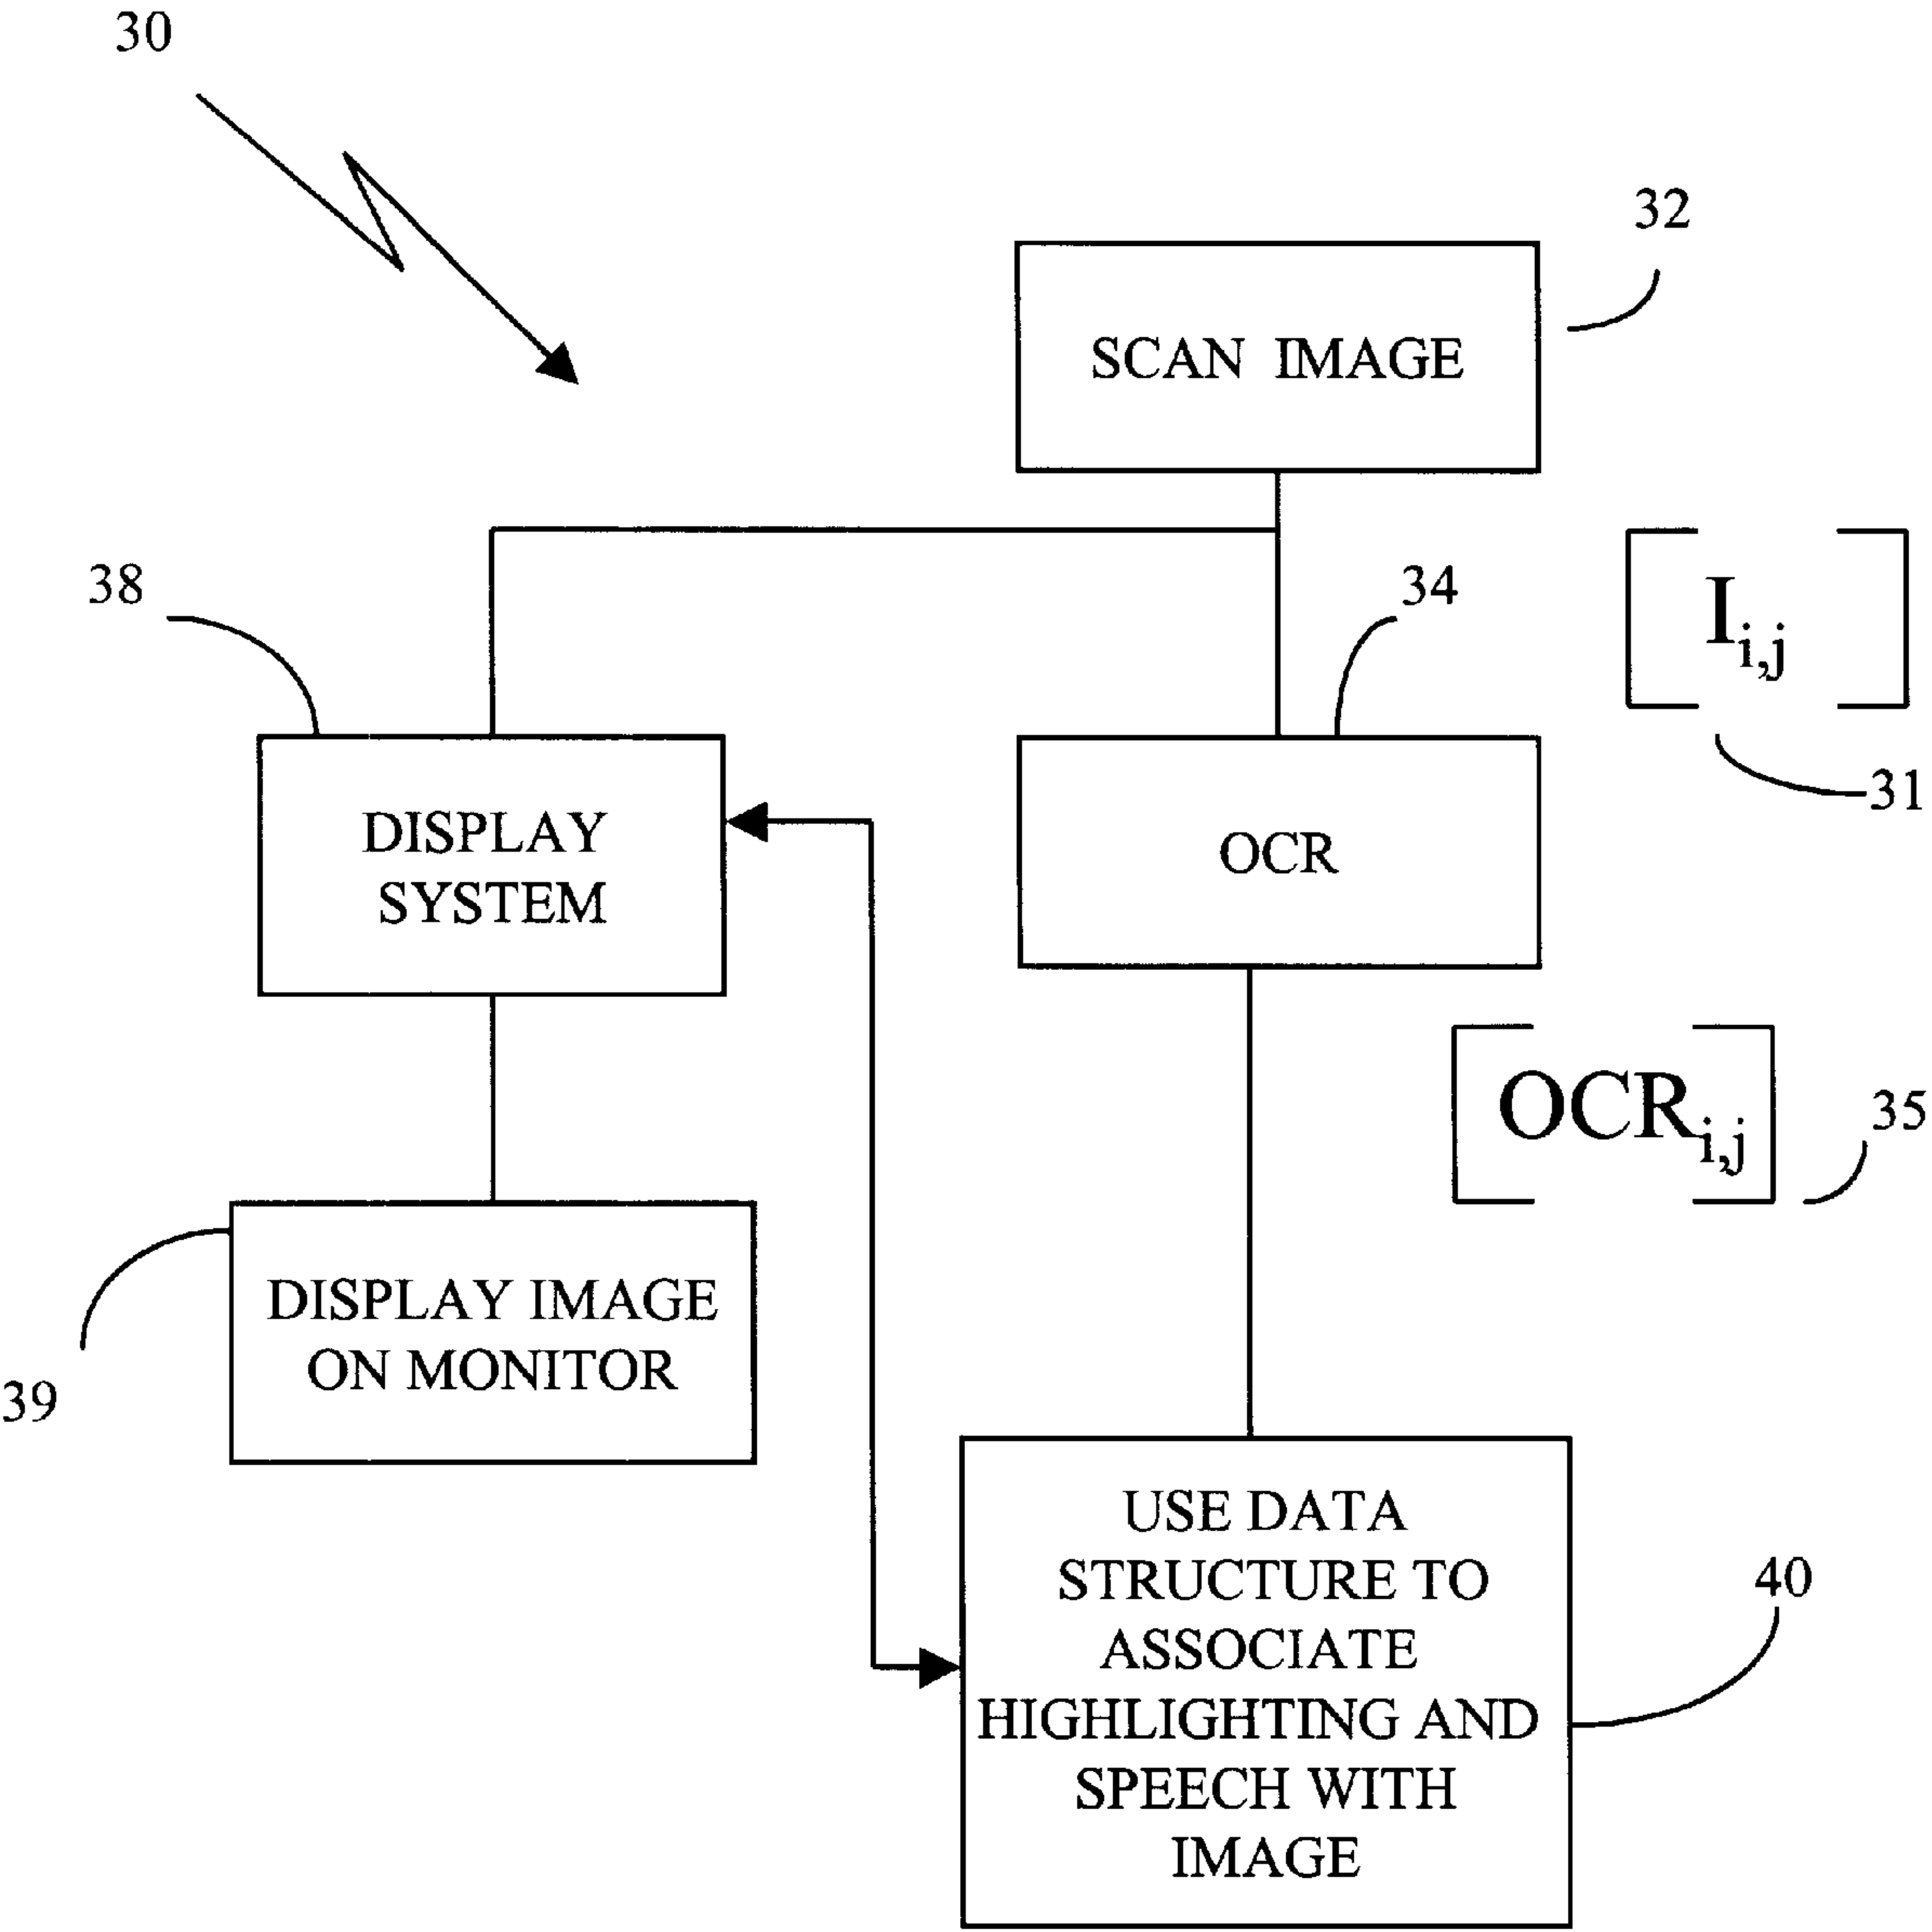 30
32
SCAN IMAGE
38
34
I i,j
31
DISPLAY
SYSTEM
OCR
OCR i,j
35
DISPLAY IMAGE
ON MONITOR
39
USE DATA
STRUCTURE TO
ASSOCIATE
HIGHLIGHTING AND
SPEECH WITH
IMAGE
40